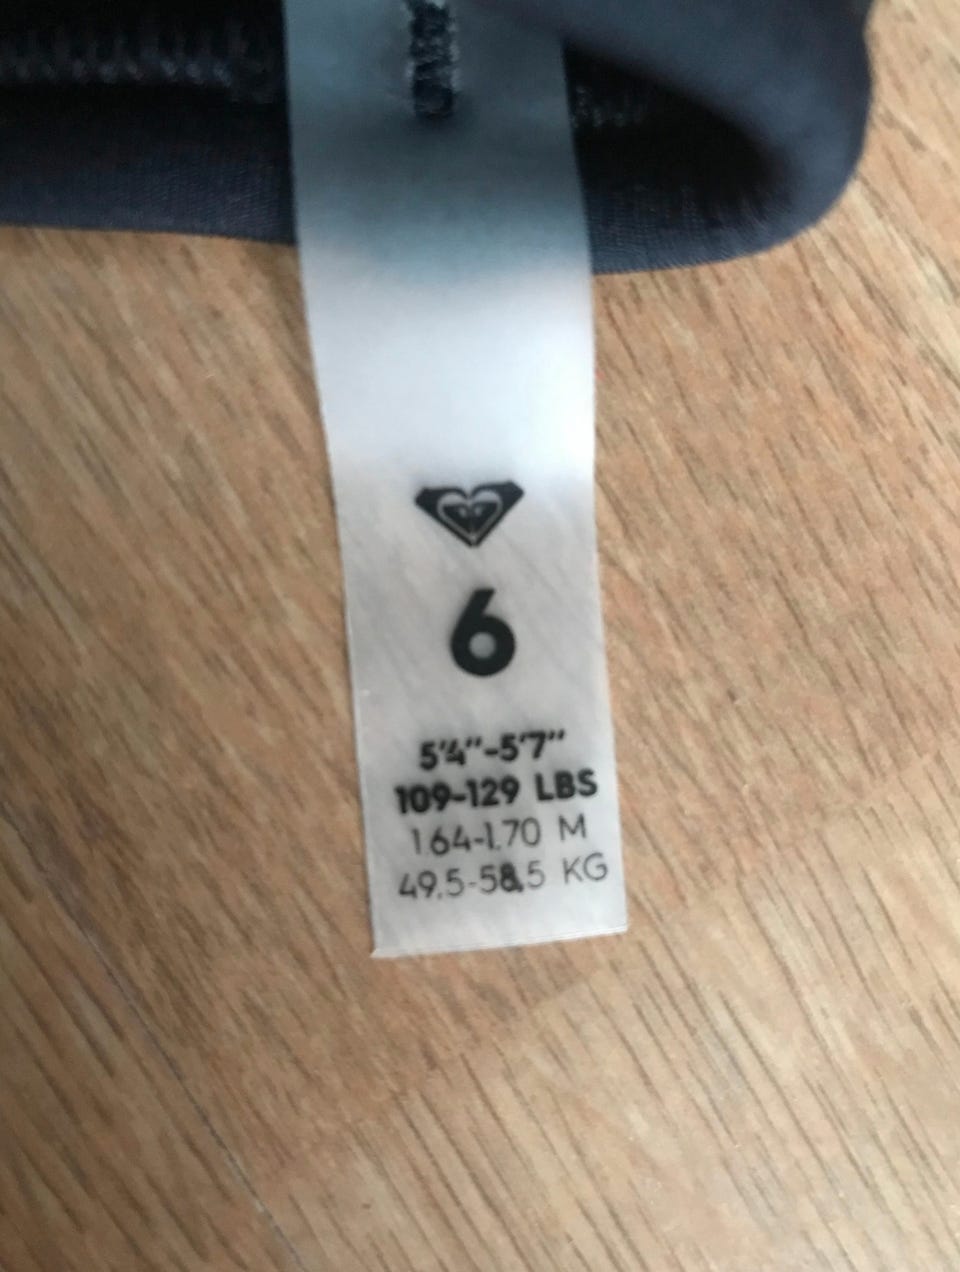 6
5'4"-5'7"
109-129 LBS
1.64-1.70 M
49.5-58.5 KG